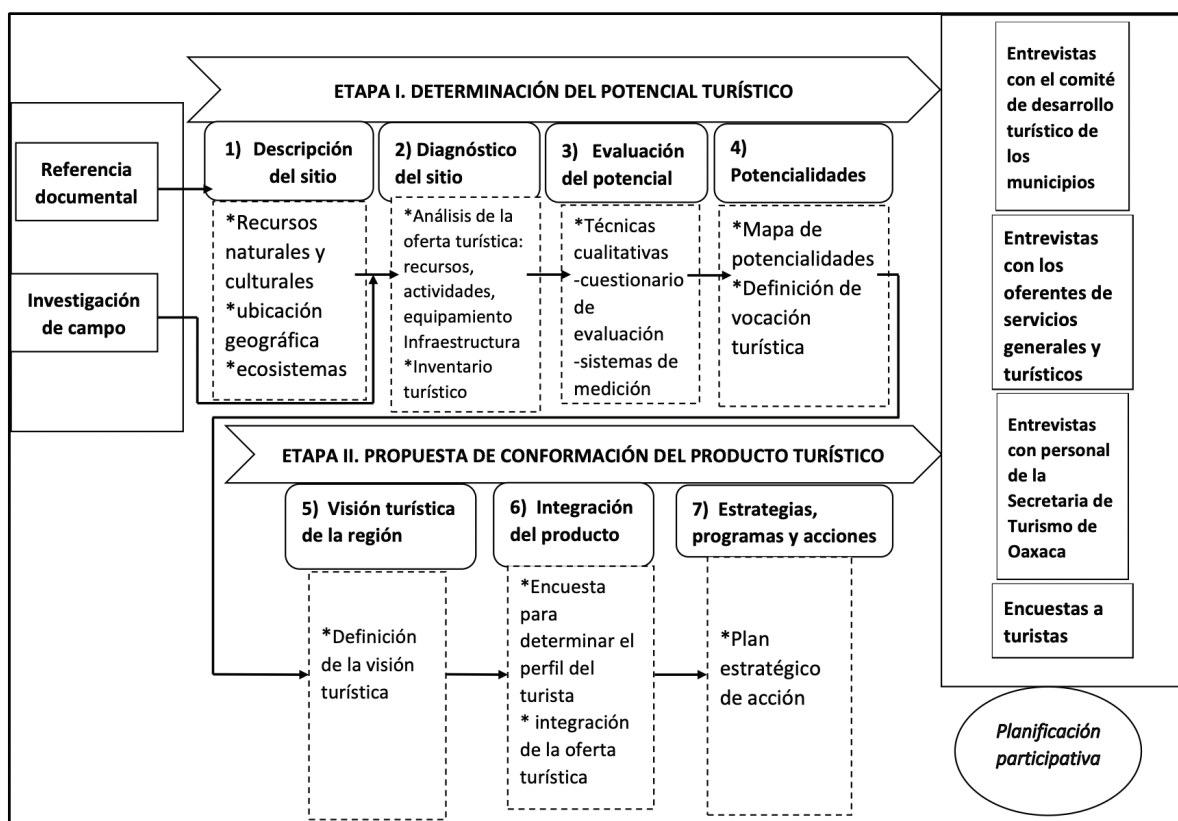 ETAPA I. DETERMINACIÓN DEL POTENCIAL TURÍSTICO
Referencia
documental
Investigación
de campo
1) Descripción
del sitio
*Recursos
naturales y
culturales
*ubicación
geográfica
*ecosistemas
2) Diagnóstico
del sitio
*Análisis de la
oferta turística:
recursos,
actividades,
equipamiento
Infraestructura
*Inventario
turístico
3) Evaluación
del potencial
*Técnicas
cualitativas
-cuestionario
de
evaluación
-sistemas de
medición
4)
Potencialidades
*Mapa de
potencialidades
*Definición de
vocación
turística
ETAPA II. PROPUESTA DE CONFORMACIÓN DEL PRODUCTO TURÍSTICO
5) Visión turística
de la región
*Definición
de la visión
turística
6) Integración
del producto
*Encuesta
para
determinar el
perfil del
turista
* integración
de la oferta
turística
7) Estrategias,
programas y acciones
*Plan
estratégico
de acción
Entrevistas
con el comité
de desarrollo
turístico de
los
municipios
Entrevistas
con los
oferentes de
servicios
generales y
turísticos
Entrevistas
con personal
de la
Secretaria de
Turismo de
Oaxaca
Encuestas a
turistas
Planificación
participativa